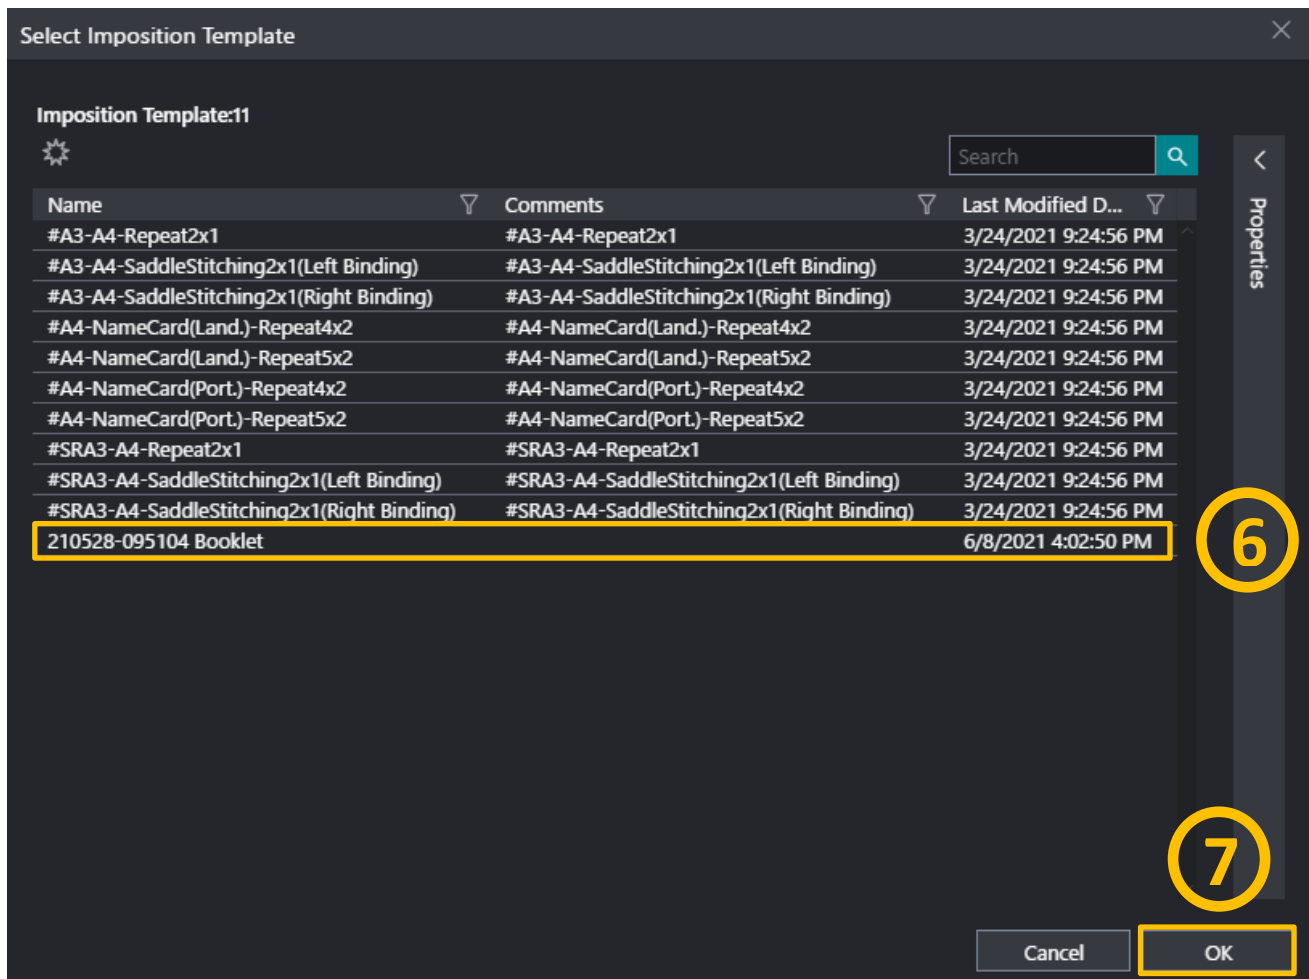 Select Imposition Template
Imposition Template:11
Search
Name Comments Last Modified D...
#A3-A4-Repeat2x1 #A3-A4-Repeat2x1 3/24/2021 9:24:56 PM
#A3-A4-SaddleStitching2x1(Left Binding) #A3-A4-SaddleStitching2x1(Left Binding) 3/24/2021 9:24:56 PM
#A3-A4-SaddleStitching2x1(Right Binding) #A3-A4-SaddleStitching2x1(Right Binding) 3/24/2021 9:24:56 PM
#A4-NameCard(Land.)-Repeat4x2 #A4-NameCard(Land.)-Repeat4x2 3/24/2021 9:24:56 PM
#A4-NameCard(Land.)-Repeat5x2 #A4-NameCard(Land.)-Repeat5x2 3/24/2021 9:24:56 PM
#A4-NameCard(Port.)-Repeat4x2 #A4-NameCard(Port.)-Repeat4x2 3/24/2021 9:24:56 PM
#A4-NameCard(Port.)-Repeat5x2 #A4-NameCard(Port.)-Repeat5x2 3/24/2021 9:24:56 PM
#SRA3-A4-Repeat2x1 #SRA3-A4-Repeat2x1 3/24/2021 9:24:56 PM
#SRA3-A4-SaddleStitching2x1(Left Binding) #SRA3-A4-SaddleStitching2x1(Left Binding) 3/24/2021 9:24:56 PM
#SRA3-A4-SaddleStitching2x1(Right Binding) #SRA3-A4-SaddleStitching2x1(Right Binding) 3/24/2021 9:24:56 PM
210528-095104 Booklet 6/8/2021 4:02:50 PM
Properties
6
7
Cancel OK